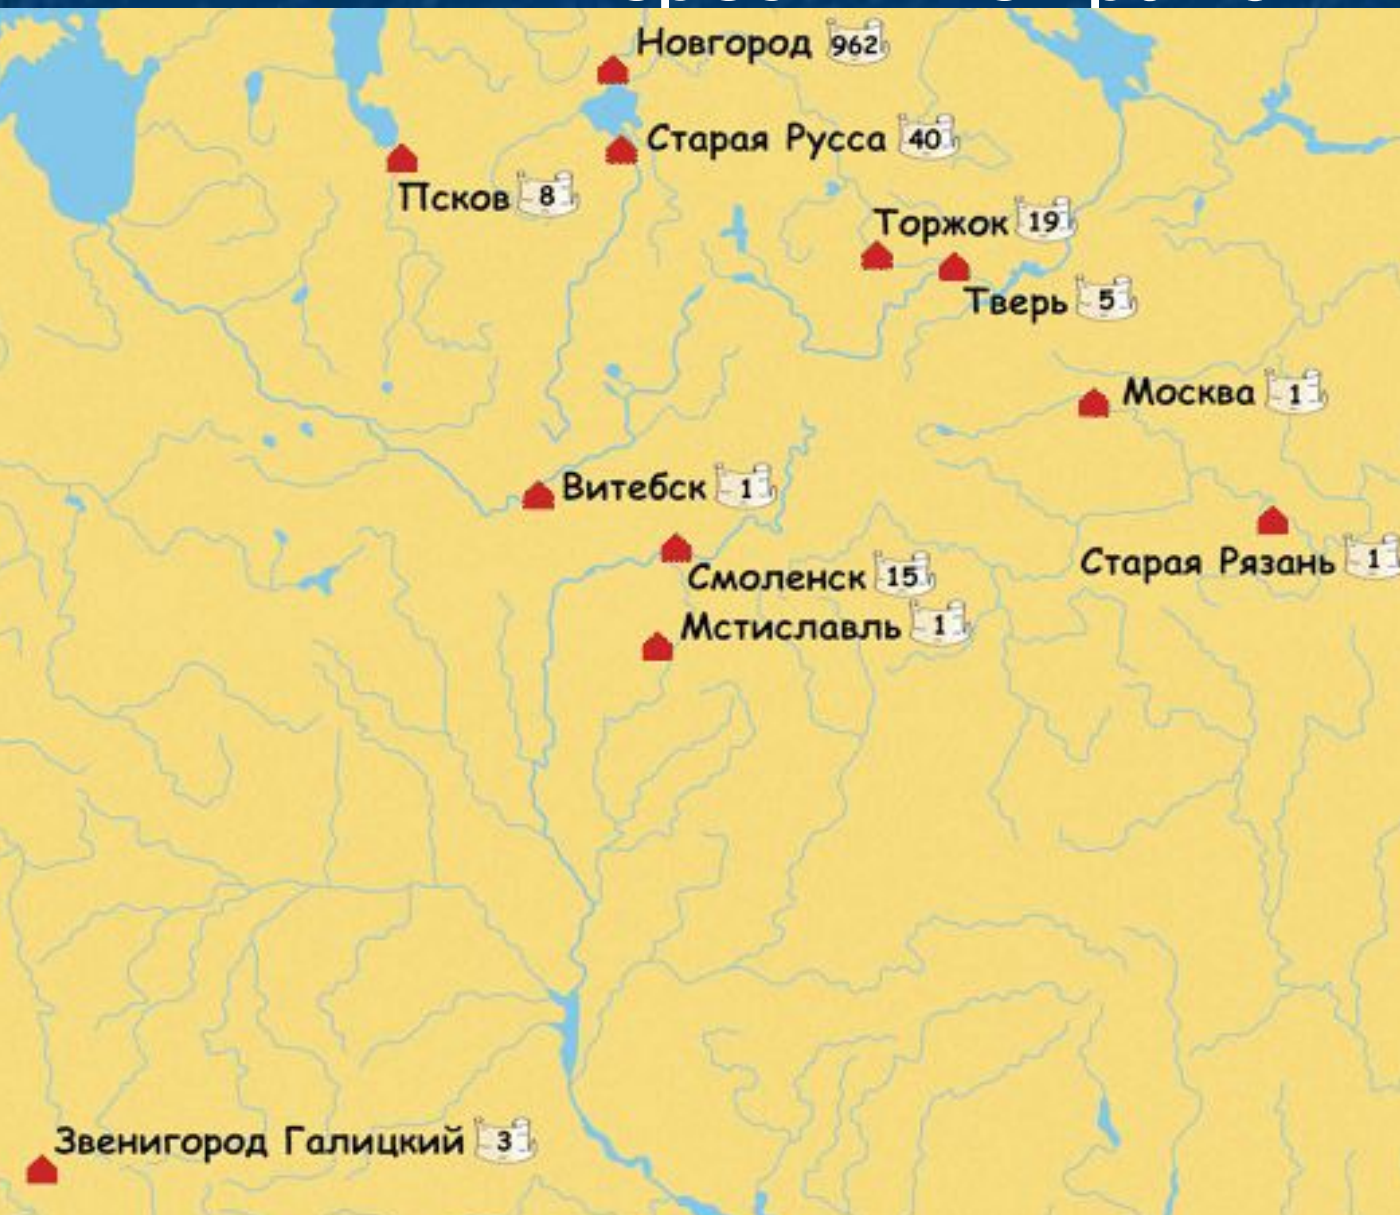 Новгород 962
Старая Русса 40
Псков 8
Торжок 19
Тверь 5
Москва 1
Витебск 1
Старая Рязань 1
Смоленск 15
Мстиславль 1
Звенигород Галицкий 3